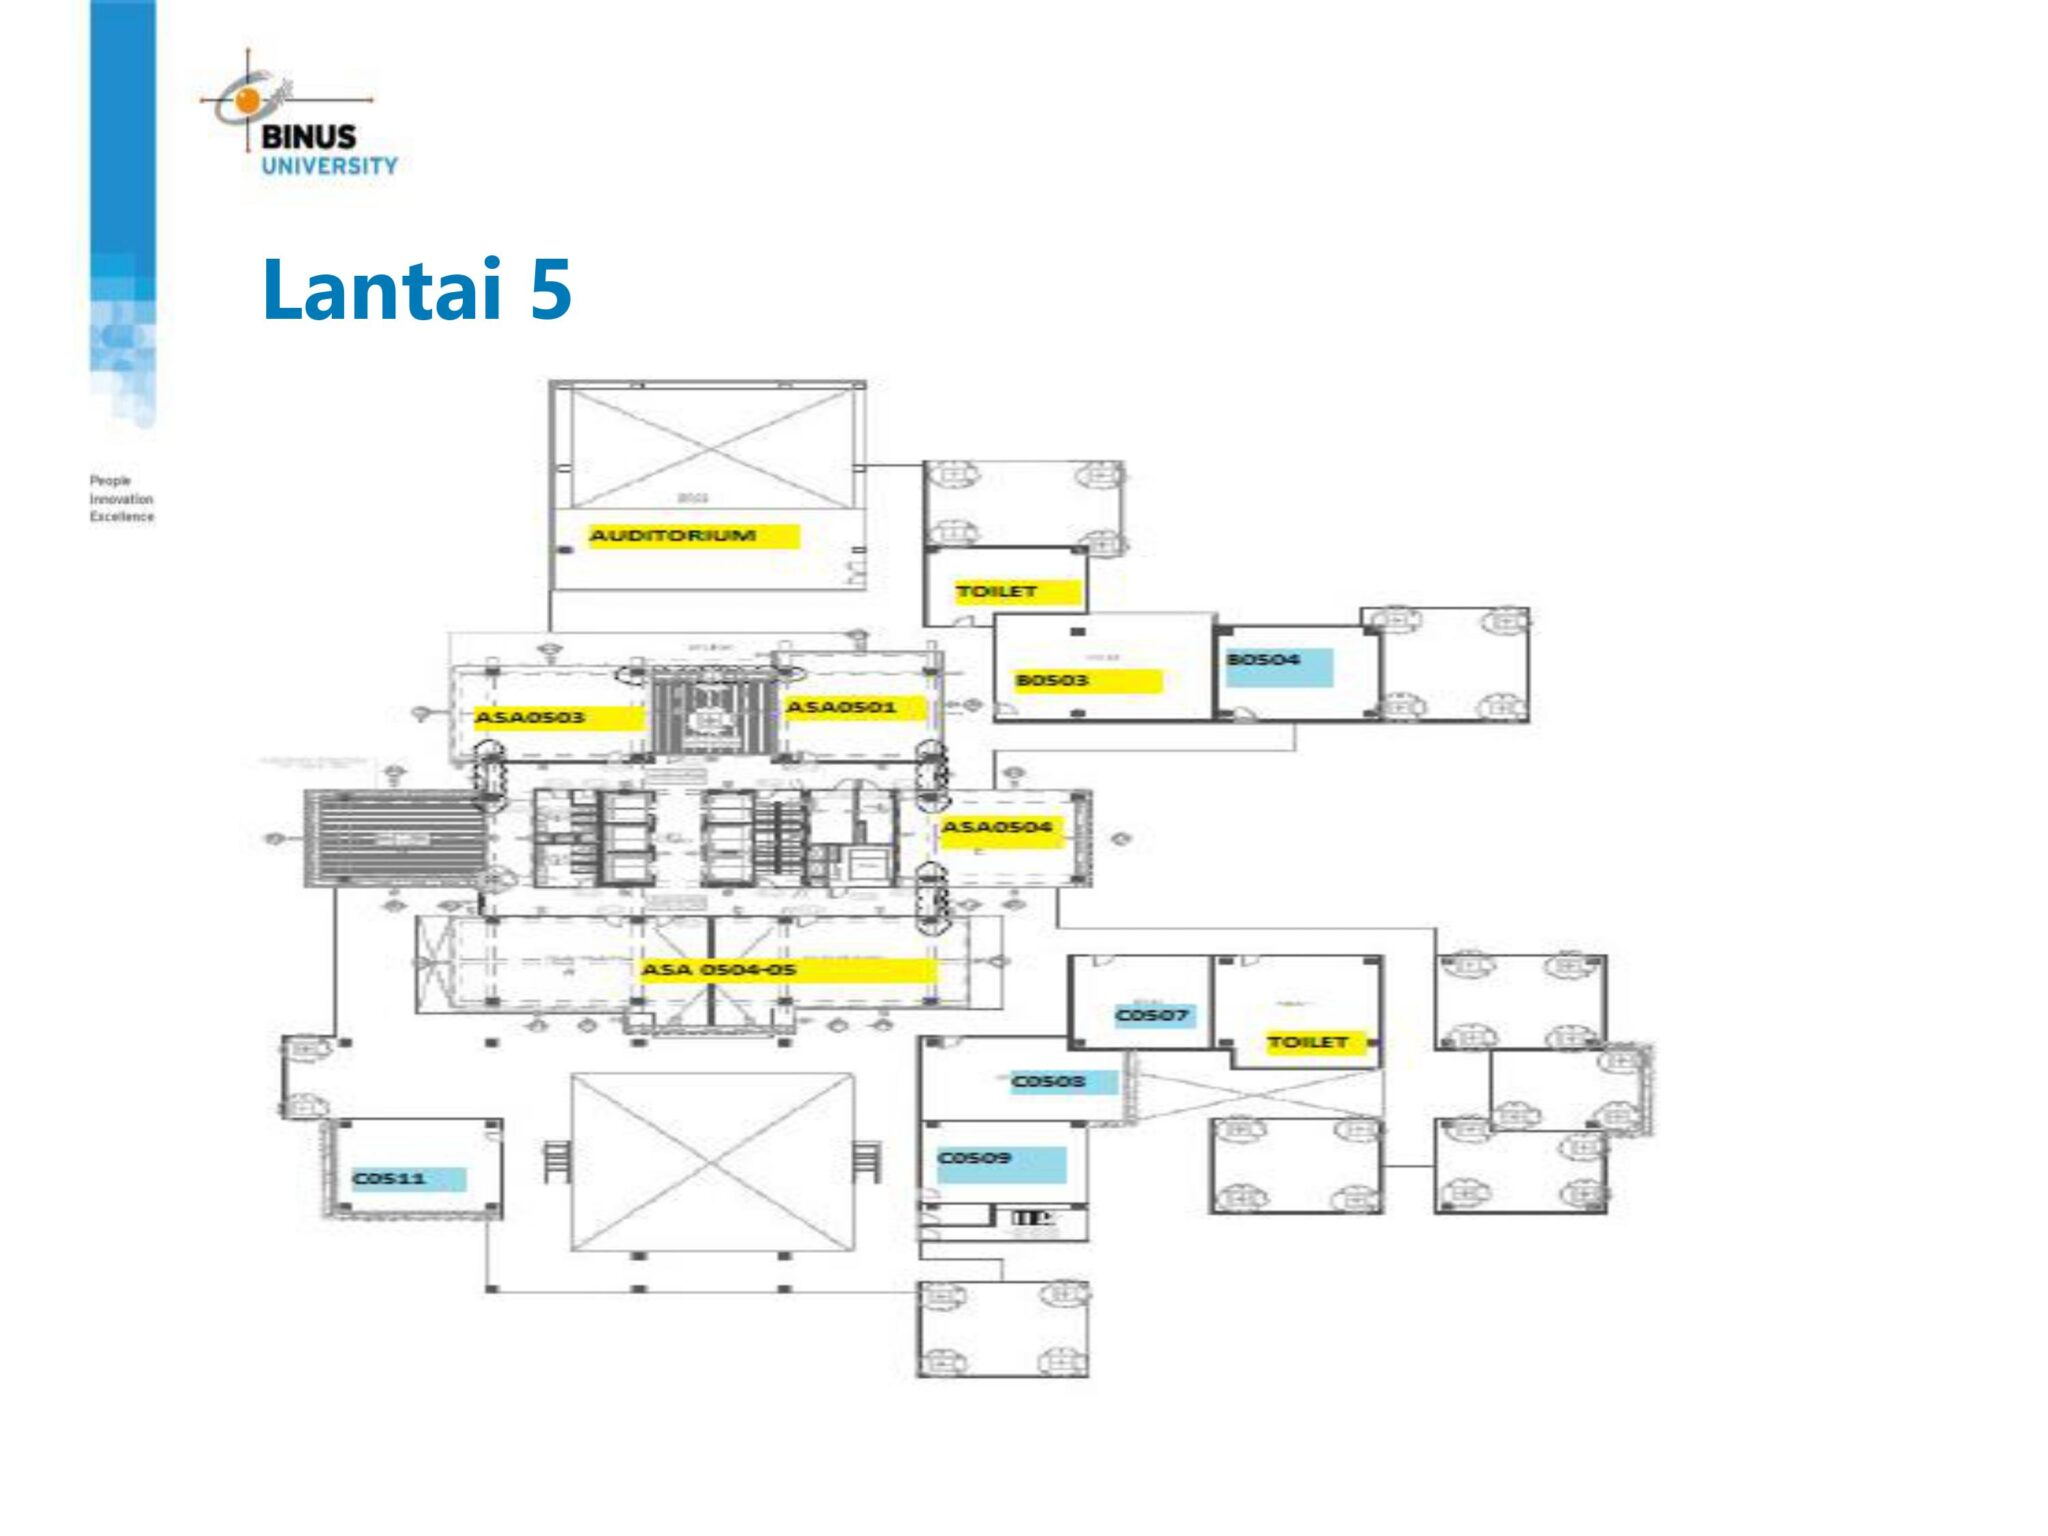 BINUS
UNIVERSITY
Lantai 5
People
Innovation
Excellence
AUDITORIUM
TOILET
B0503
B0504
ASA0503
ASA0501
ASA0504
ASA 0504-05
C0507
TOILET
C0503
C0509
C0511